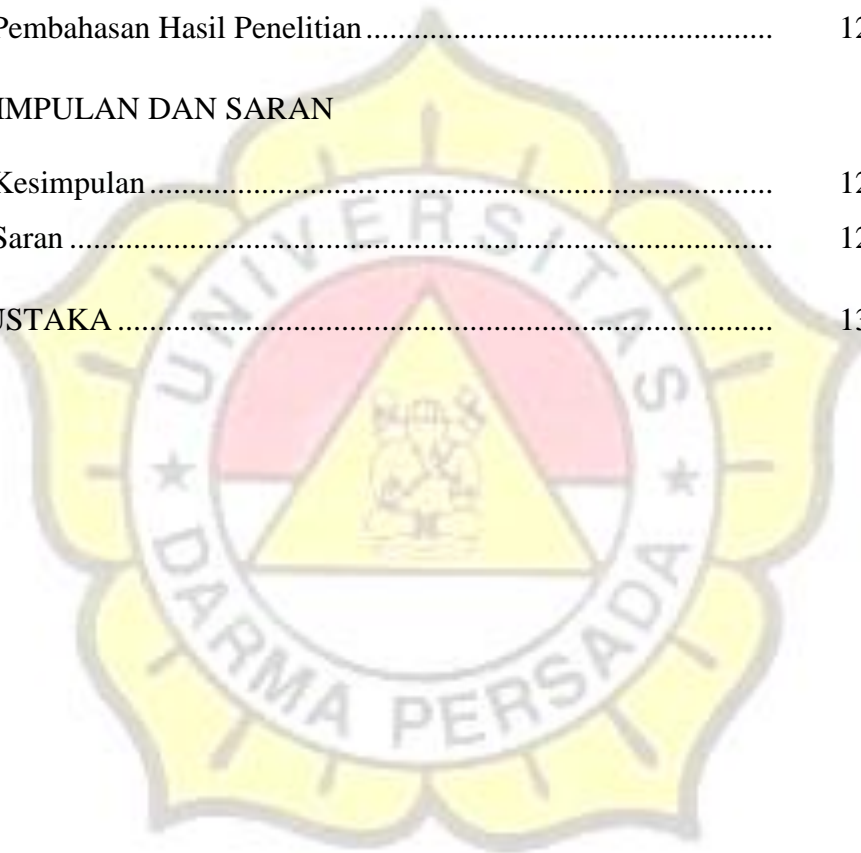 Pembahasan Hasil Penelitian ................................................... 12
IMPULAN DAN SARAN
Kesimpulan ............................................................................... 12
Saran ......................................................................................... 12
USTAKA ................................................................................... 13
UNIVERSITAS
★ DARMA PERSADA ★